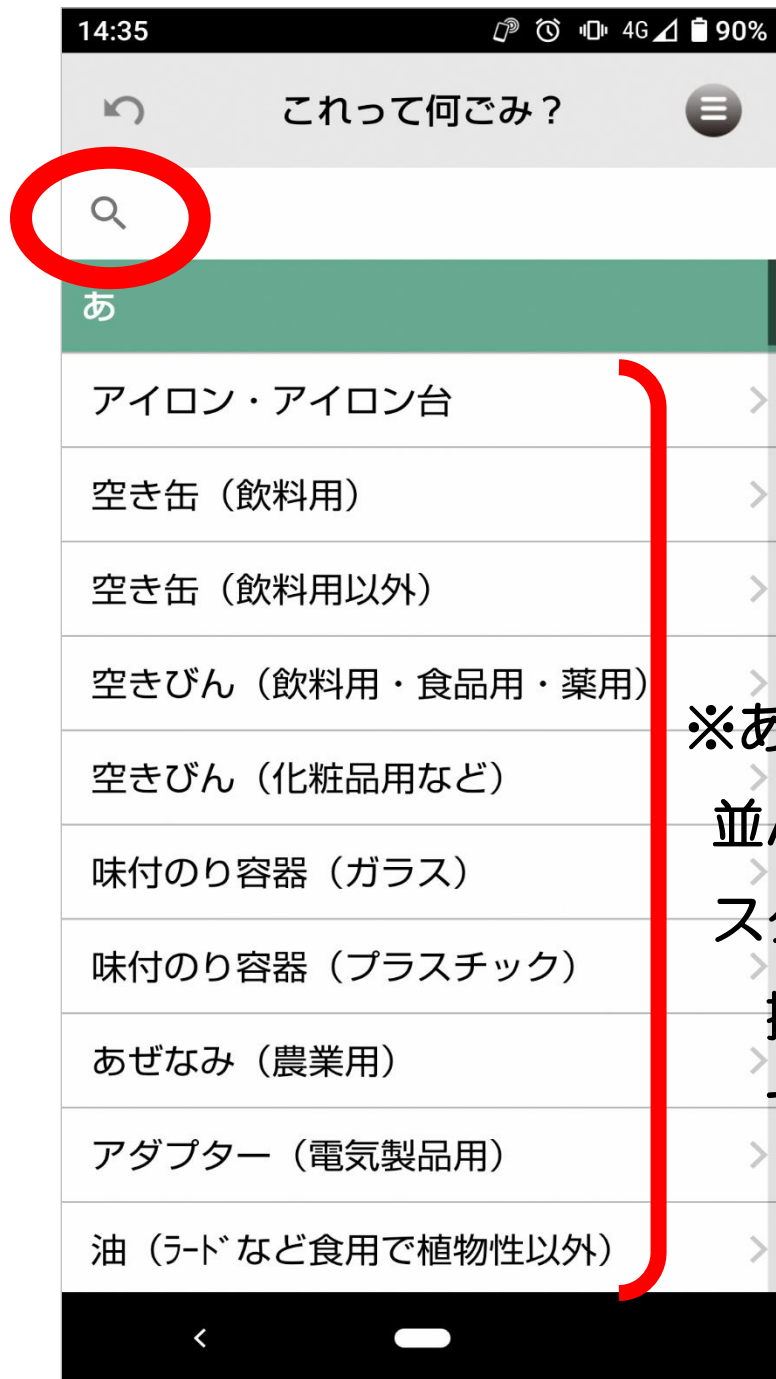 14:35 4G 90%
これって何ごみ？
あ
アイロン・アイロン台
空き缶（飲料用）
空き缶（飲料用以外）
空きびん（飲料用・食品用・薬用）
※あ
空きびん（化粧品用など）
並
味付のり容器（ガラス）
ス
味付のり容器（プラスチック）
あぜなみ（農業用）
アダプター（電気製品用）
油（ﾗｰﾄﾞなど食用で植物性以外）